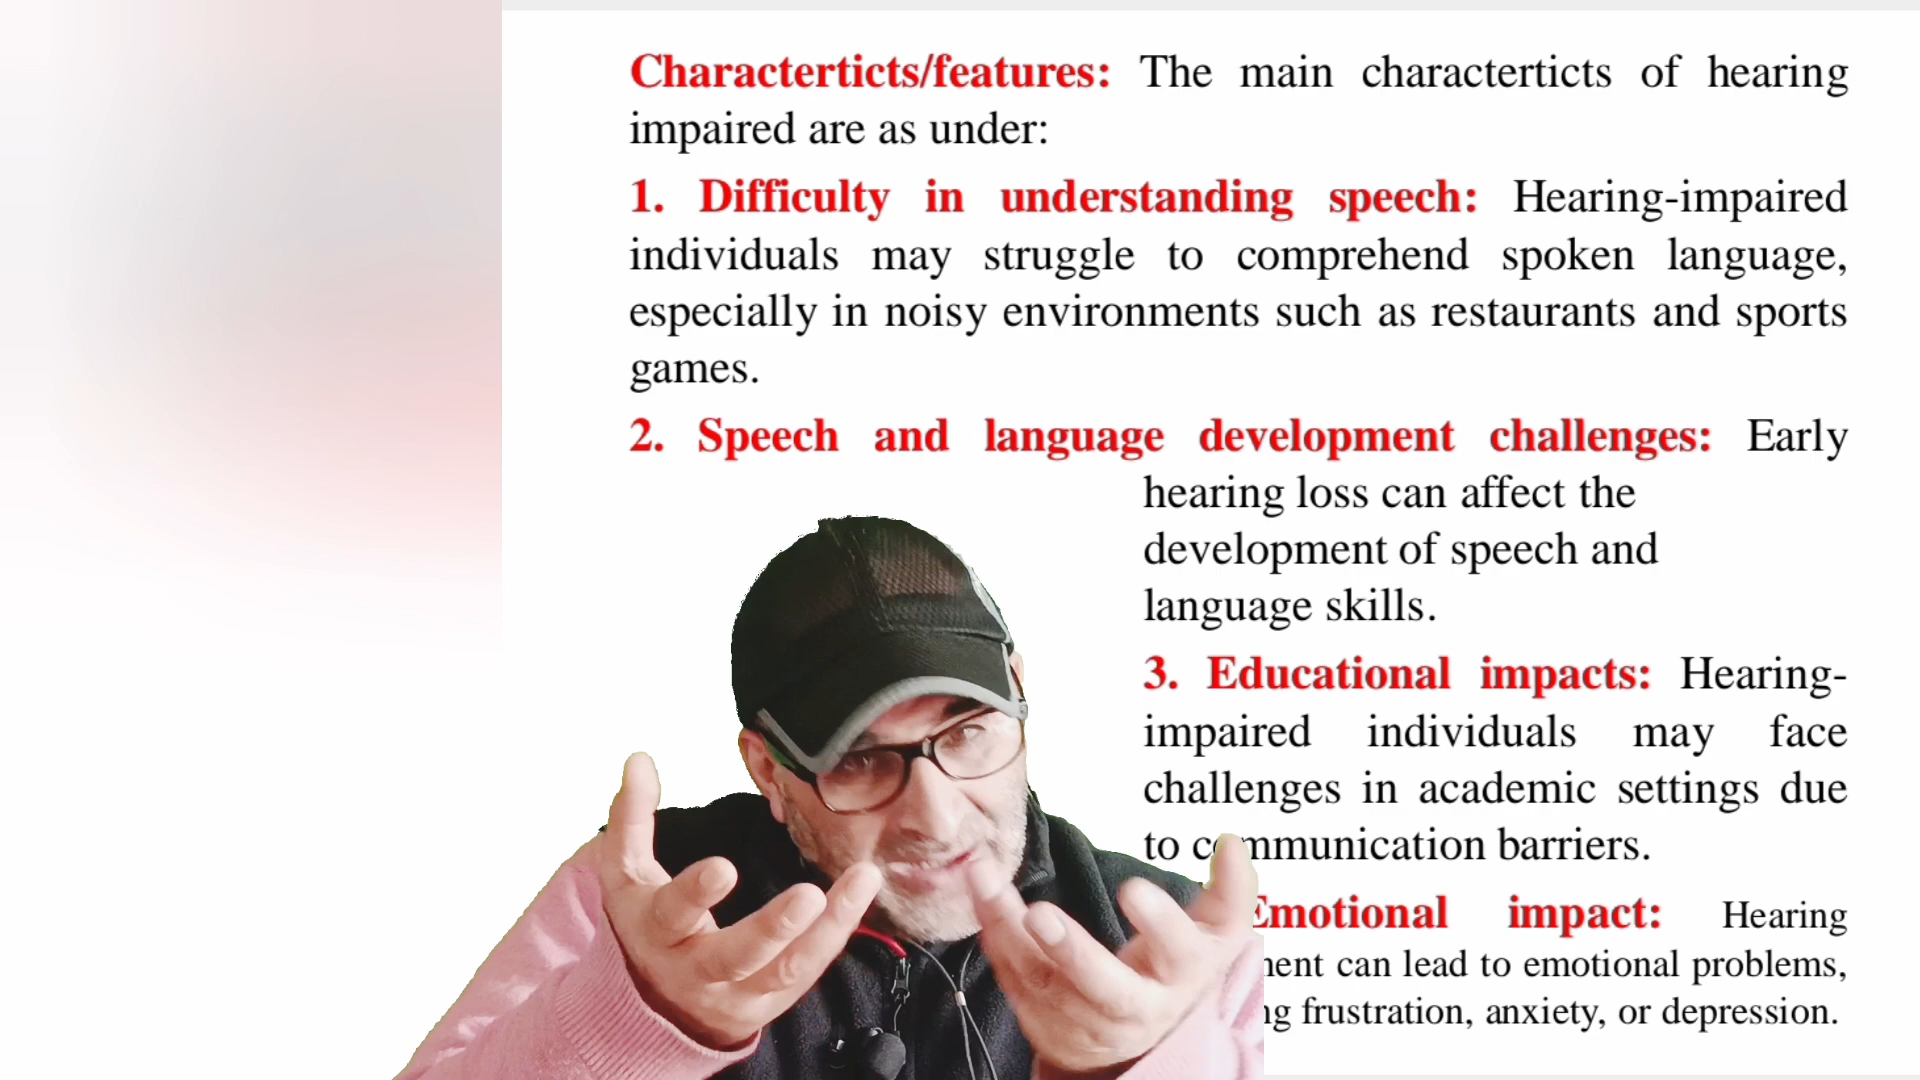 Characterticts/features: The main characterticts of hearing
impaired are as under:
1. Difficulty in understanding speech: Hearing-impaired
individuals may struggle to comprehend spoken language,
especially in noisy environments such as restaurants and sports
games.
2. Speech and language development challenges: Early
hearing loss can affect the
development of speech and
language skills.
3. Educational impacts: Hearing-
impaired individuals may face
challenges in academic settings due
to communication barriers.
Emotional impact: Hearing
can lead to emotional problems,
frustration, anxiety, or depression.